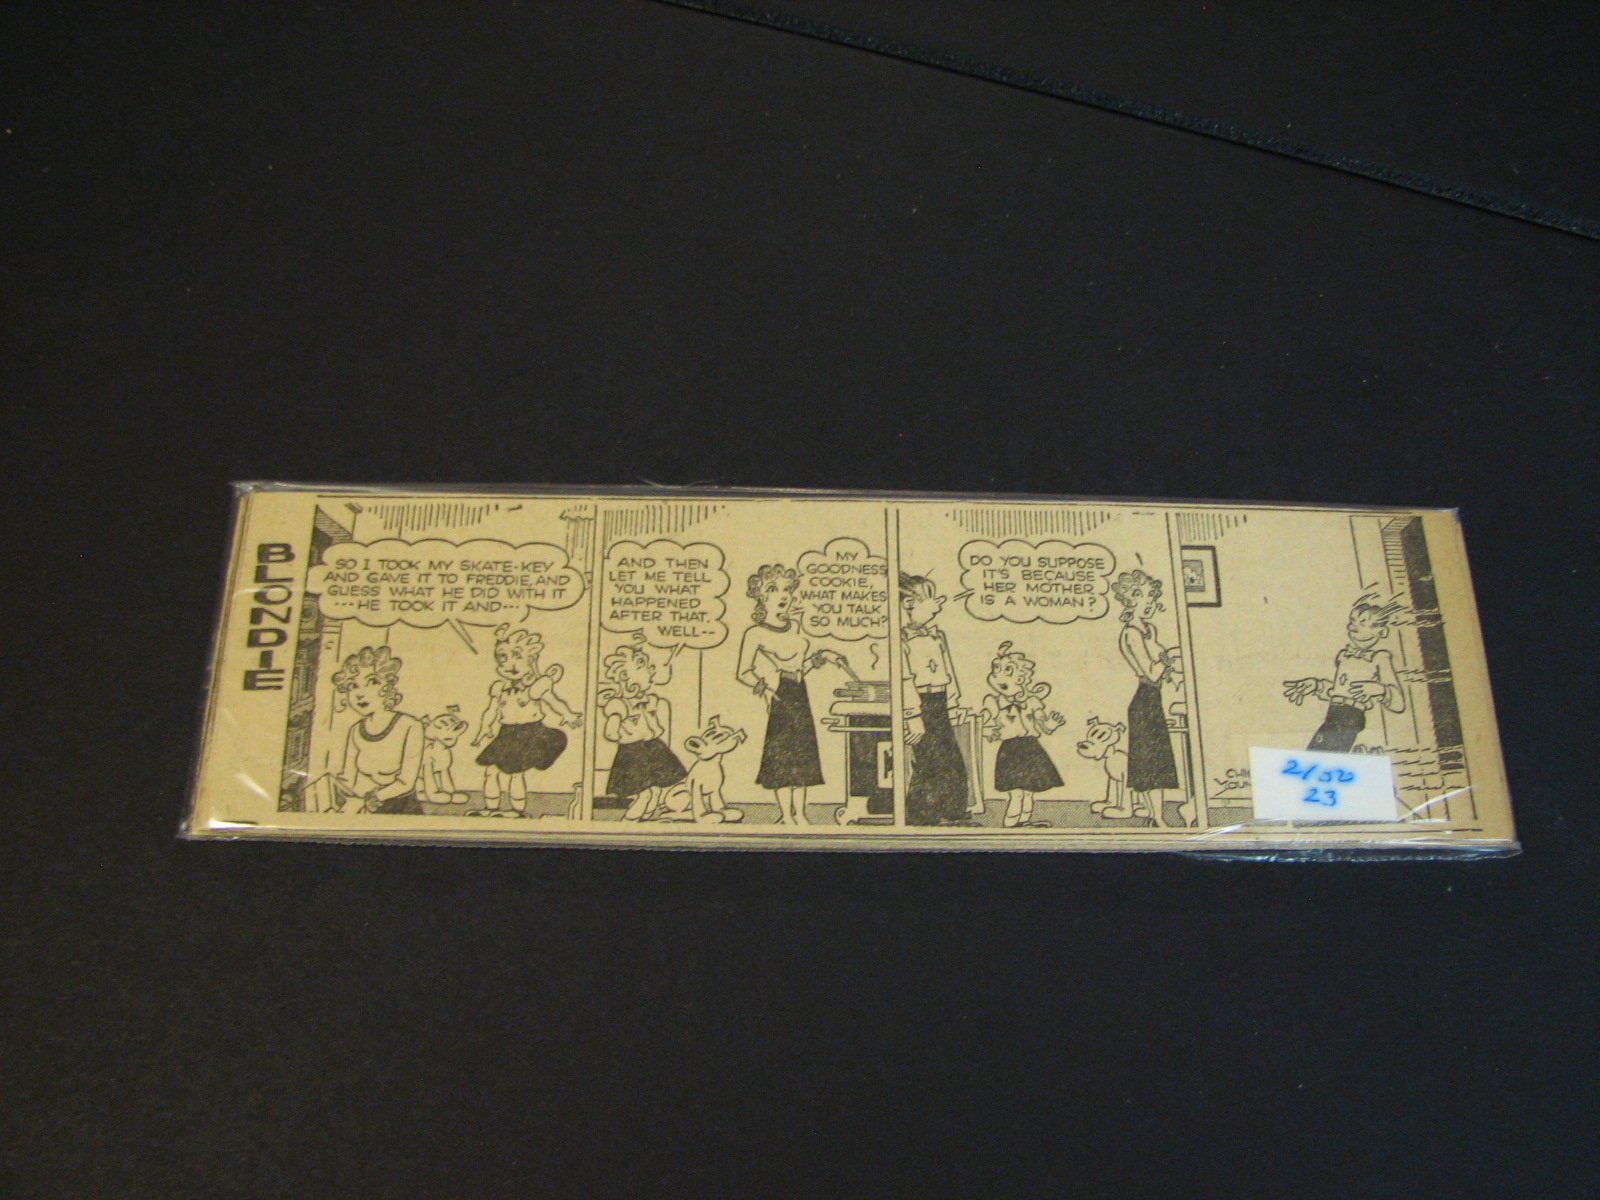 BLONDIE
SO I TOOK MY SKATE-KEY
AND GAVE IT TO FREDDIE, AND
GUESS WHAT HE DID WITH IT
---HE TOOK IT AND---
AND THEN
LET ME TELL
YOU WHAT
HAPPENED
AFTER THAT.
WELL--
MY
GOODNESS
COOKIE,
WHAT MAKES
YOU TALK
SO MUCH?
DO YOU SUPPOSE
IT'S BECAUSE
HER MOTHER
IS A WOMAN?
2/50
23